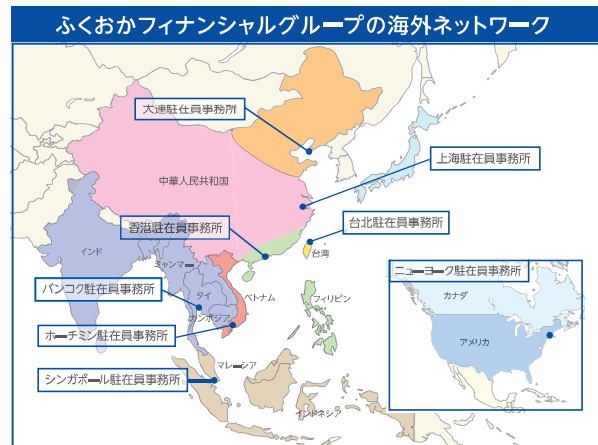 ふくおかフィナンシャルグループの海外ネットワーク
大連駐在員事務所
上海駐在員事務所
中華人民共和国
香港駐在員事務所
台北駐在員事務所
台湾
インド
ミャンマー
ニューヨーク駐在員事務所
バンコク駐在員事務所
タイ
ベトナム
フィリピン
カナダ
カンボジア
ホーチミン駐在員事務所
アメリカ
マレーシア
シンガポール駐在員事務所
インドネシア